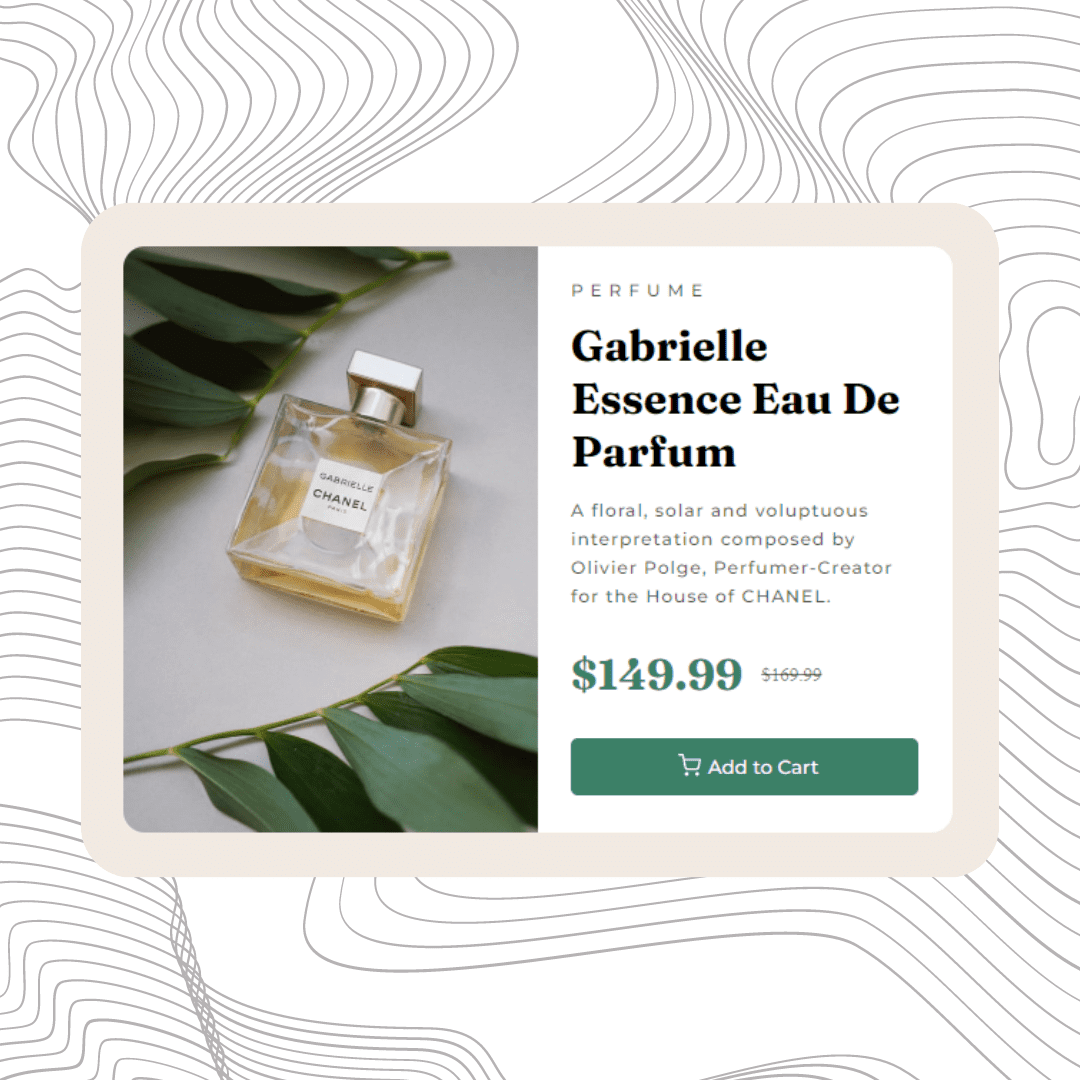 GABRIELLE
CHANEL
PARIS
PERFUME
Gabrielle
Essence Eau De
Parfum
A floral, solar and voluptuous
interpretation composed by
Olivier Polge, Perfumer-Creator
for the House of CHANEL.
$149.99 $169.99
Add to Cart